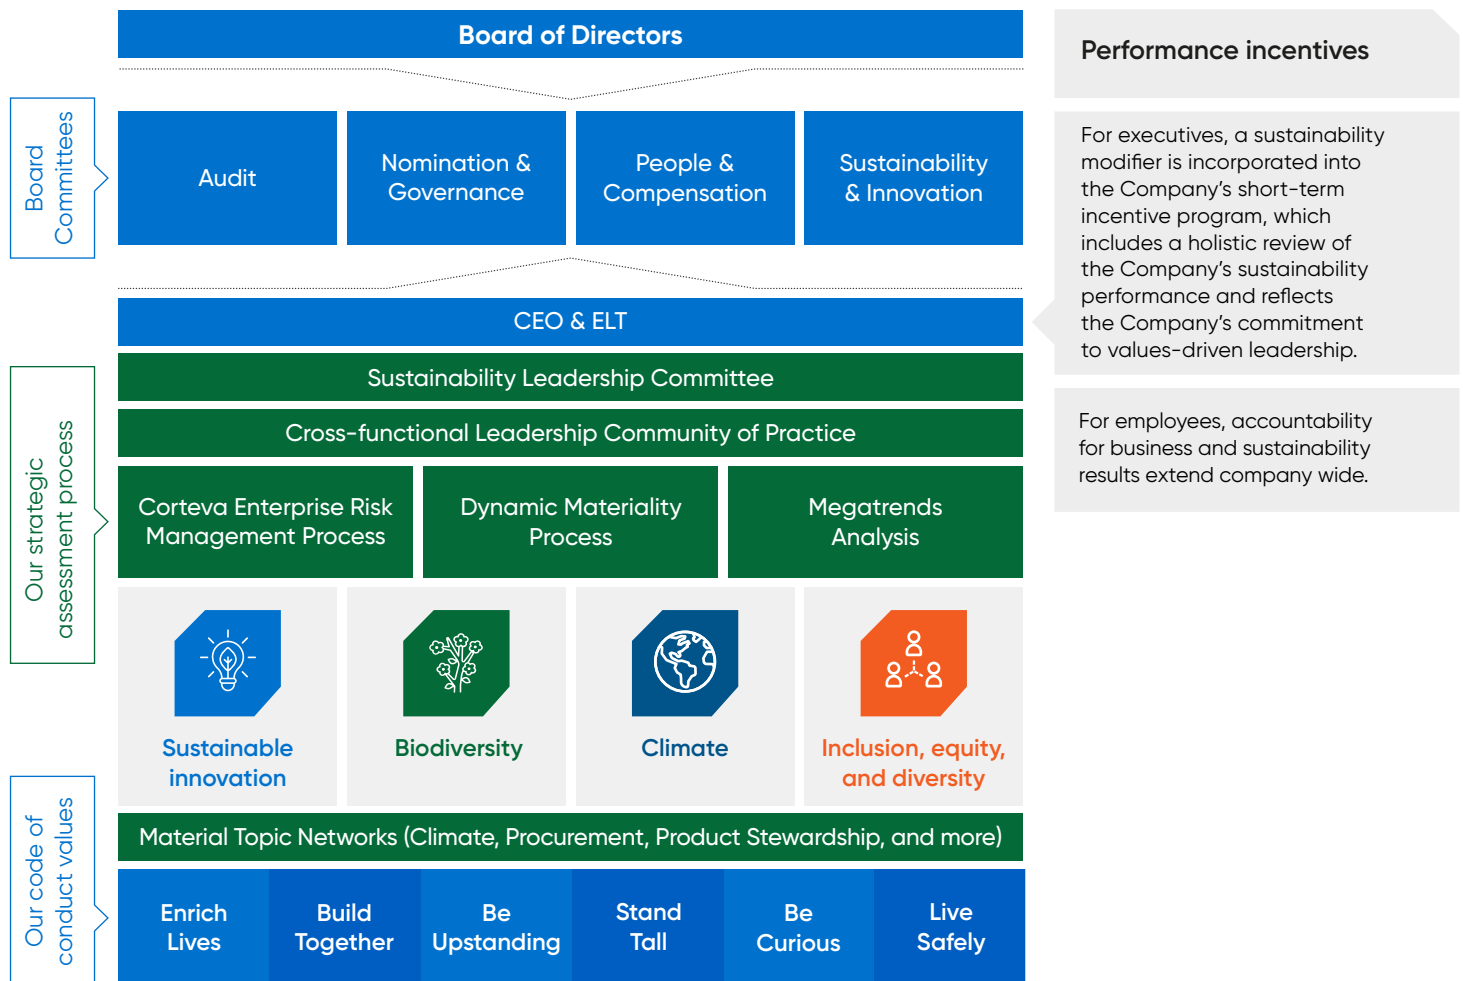 Board of Directors
Performance incentives
Board
Committees
Audit
Nomination &
Governance
People &
Compensation
Sustainability
& Innovation
For executives, a sustainability
modifier is incorporated into
the Company's short-term
incentive program, which
includes a holistic review of
the Company's sustainability
performance and reflects
the Company's commitment
to values-driven leadership.
CEO & ELT
Our strategic
assessment process
Sustainability Leadership Committee
Cross-functional Leadership Community of Practice
For employees, accountability
for business and sustainability
results extend company wide.
Corteva Enterprise Risk
Management Process
Dynamic Materiality
Process
Megatrends
Analysis
Sustainable
innovation
Biodiversity
Climate
Inclusion, equity,
and diversity
Our code of
conduct values
Material Topic Networks (Climate, Procurement, Product Stewardship, and more)
Enrich
Lives
Build
Together
Be
Upstanding
Stand
Tall
Be
Curious
Live
Safely